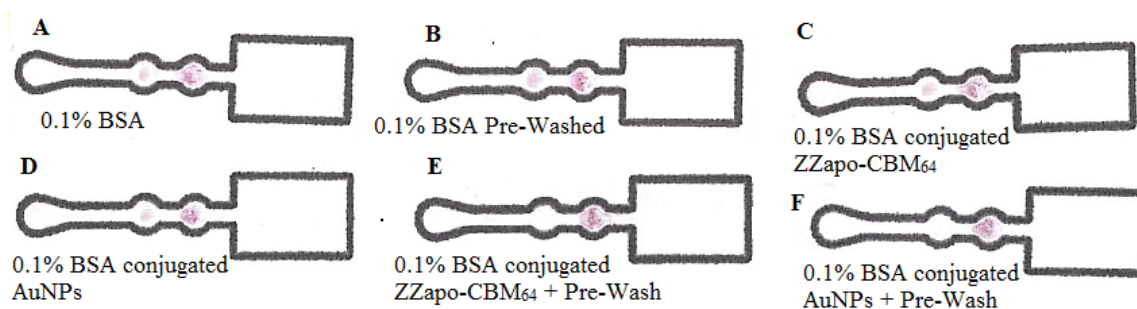 A
0.1% BSA
B
0.1% BSA Pre-Washed
C
0.1% BSA conjugated
ZZapo-CBM₆₄
D
0.1% BSA conjugated
AuNPs
E
0.1% BSA conjugated
ZZapo-CBM₆₄ + Pre-Wash
F
0.1% BSA conjugated
AuNPs + Pre-Wash